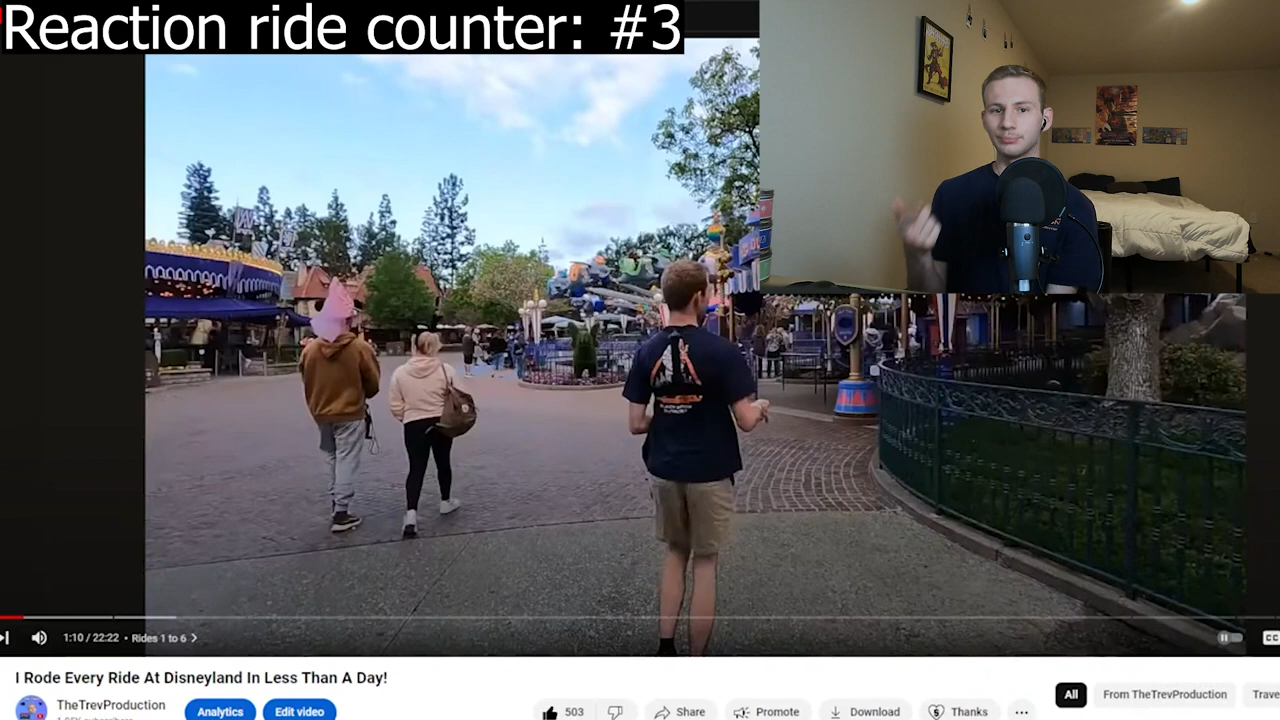 Reaction ride counter: #3
1:10 / 22:22 • Rides 1 to 6
CC
I Rode Every Ride At Disneyland In Less Than A Day!
TheTrevProduction
Analytics
Edit video
503
Share
Promote
Download
Thanks
All
From TheTrevProduction
Trave